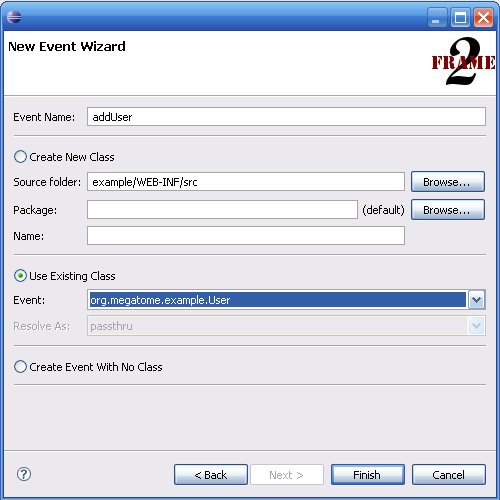 New Event Wizard
FRAME
2
Event Name: addUser
Create New Class
Source folder: example/WEB-INF/src Browse...
Package: (default) Browse...
Name:
Use Existing Class
Event: org.megatome.example.User
Resolve As: passthru
Create Event With No Class
? < Back Next > Finish Cancel